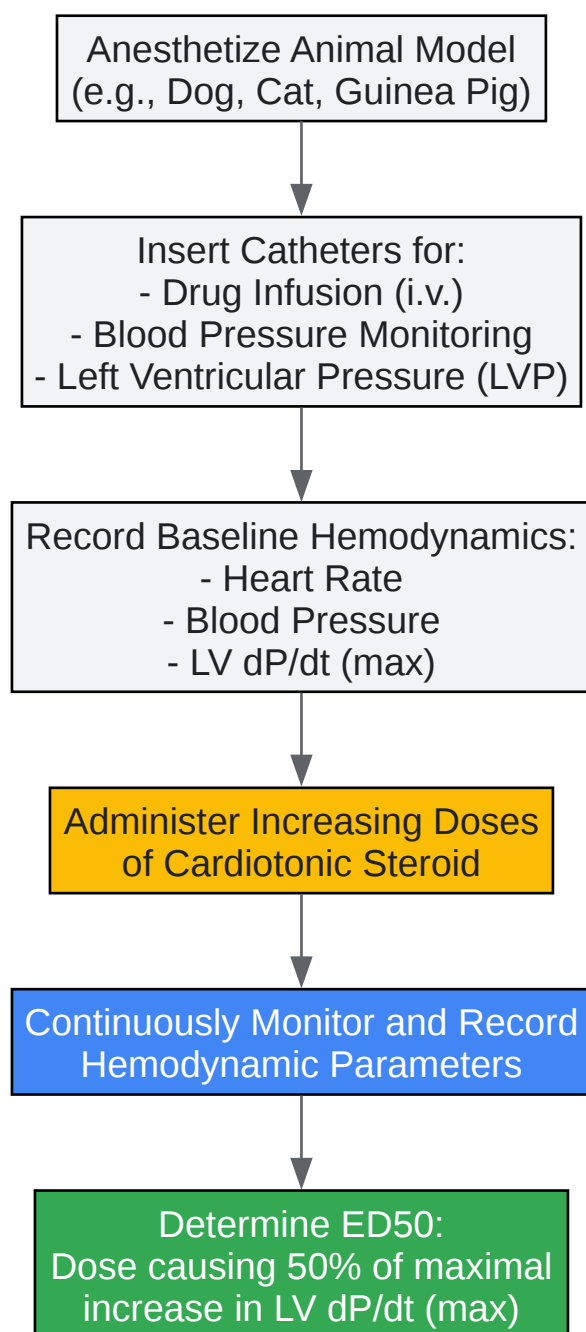 Anesthetize Animal Model
(e.g., Dog, Cat, Guinea Pig)
Insert Catheters for:
- Drug Infusion (i.v.)
- Blood Pressure Monitoring
- Left Ventricular Pressure (LVP)
Record Baseline Hemodynamics:
- Heart Rate
- Blood Pressure
- LV dP/dt (max)
Administer Increasing Doses
of Cardiotonic Steroid
Continuously Monitor and Record
Hemodynamic Parameters
Determine ED50:
Dose causing 50% of maximal
increase in LV dP/dt (max)